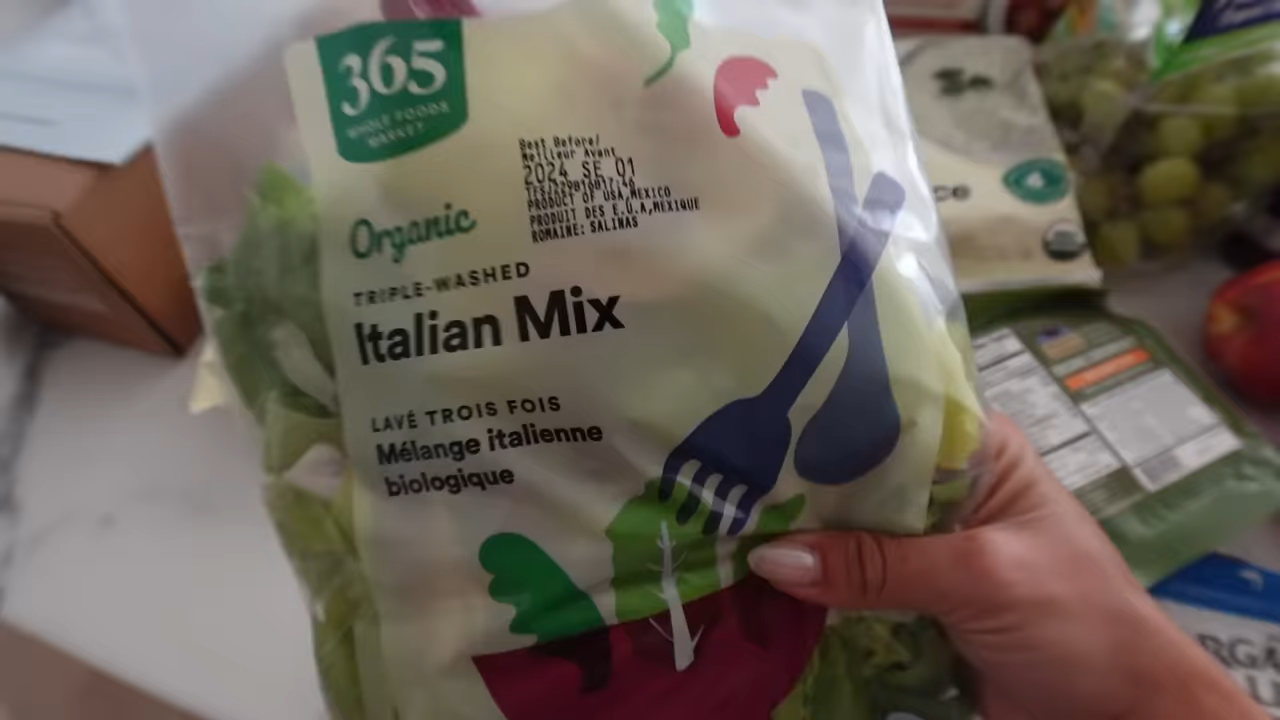 365
WHOLE FOODS
MARKET
Best Before/
Meilleur Avant
2024 SE 01
PRODUCT OF USA,MEXICO
PRODUIT DES E.U.A,MEXIQUE
ROMAINE: SALINAS
Organic
TRIPLE-WASHED
Italian Mix
LAVÉ TROIS FOIS
Mélange italienne
biologique
ce